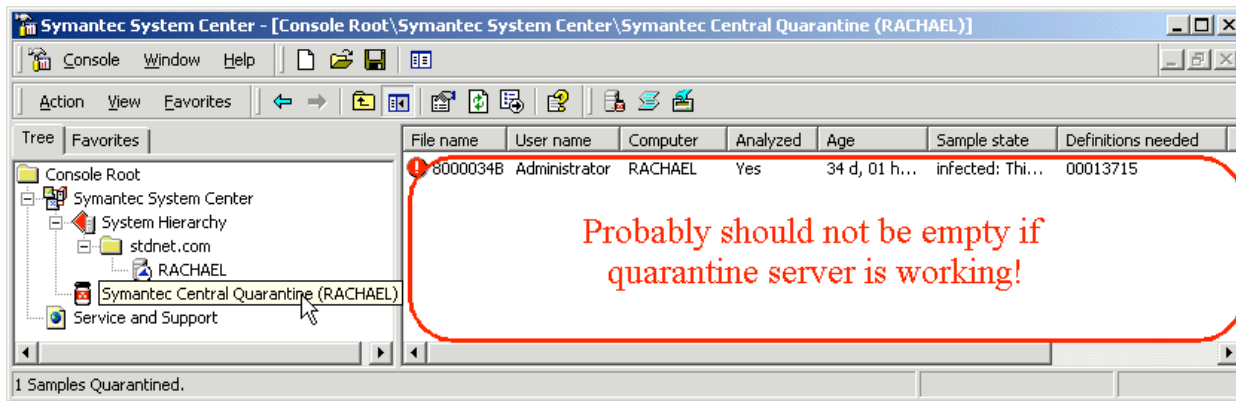 Symantec System Center - [Console Root\Symantec System Center\Symantec Central Quarantine (RACHAEL)]
Console Window Help
Action View Favorites
Tree Favorites
File name User name Computer Analyzed Age Sample state Definitions needed
Console Root
Symantec System Center
System Hierarchy
stdnet.com
RACHAEL
Symantec Central Quarantine (RACHAEL)
Service and Support
8000034B Administrator RACHAEL Yes 34 d, 01 h... infected: Thi... 00013715
Probably should not be empty if
quarantine server is working!
1 Samples Quarantined.